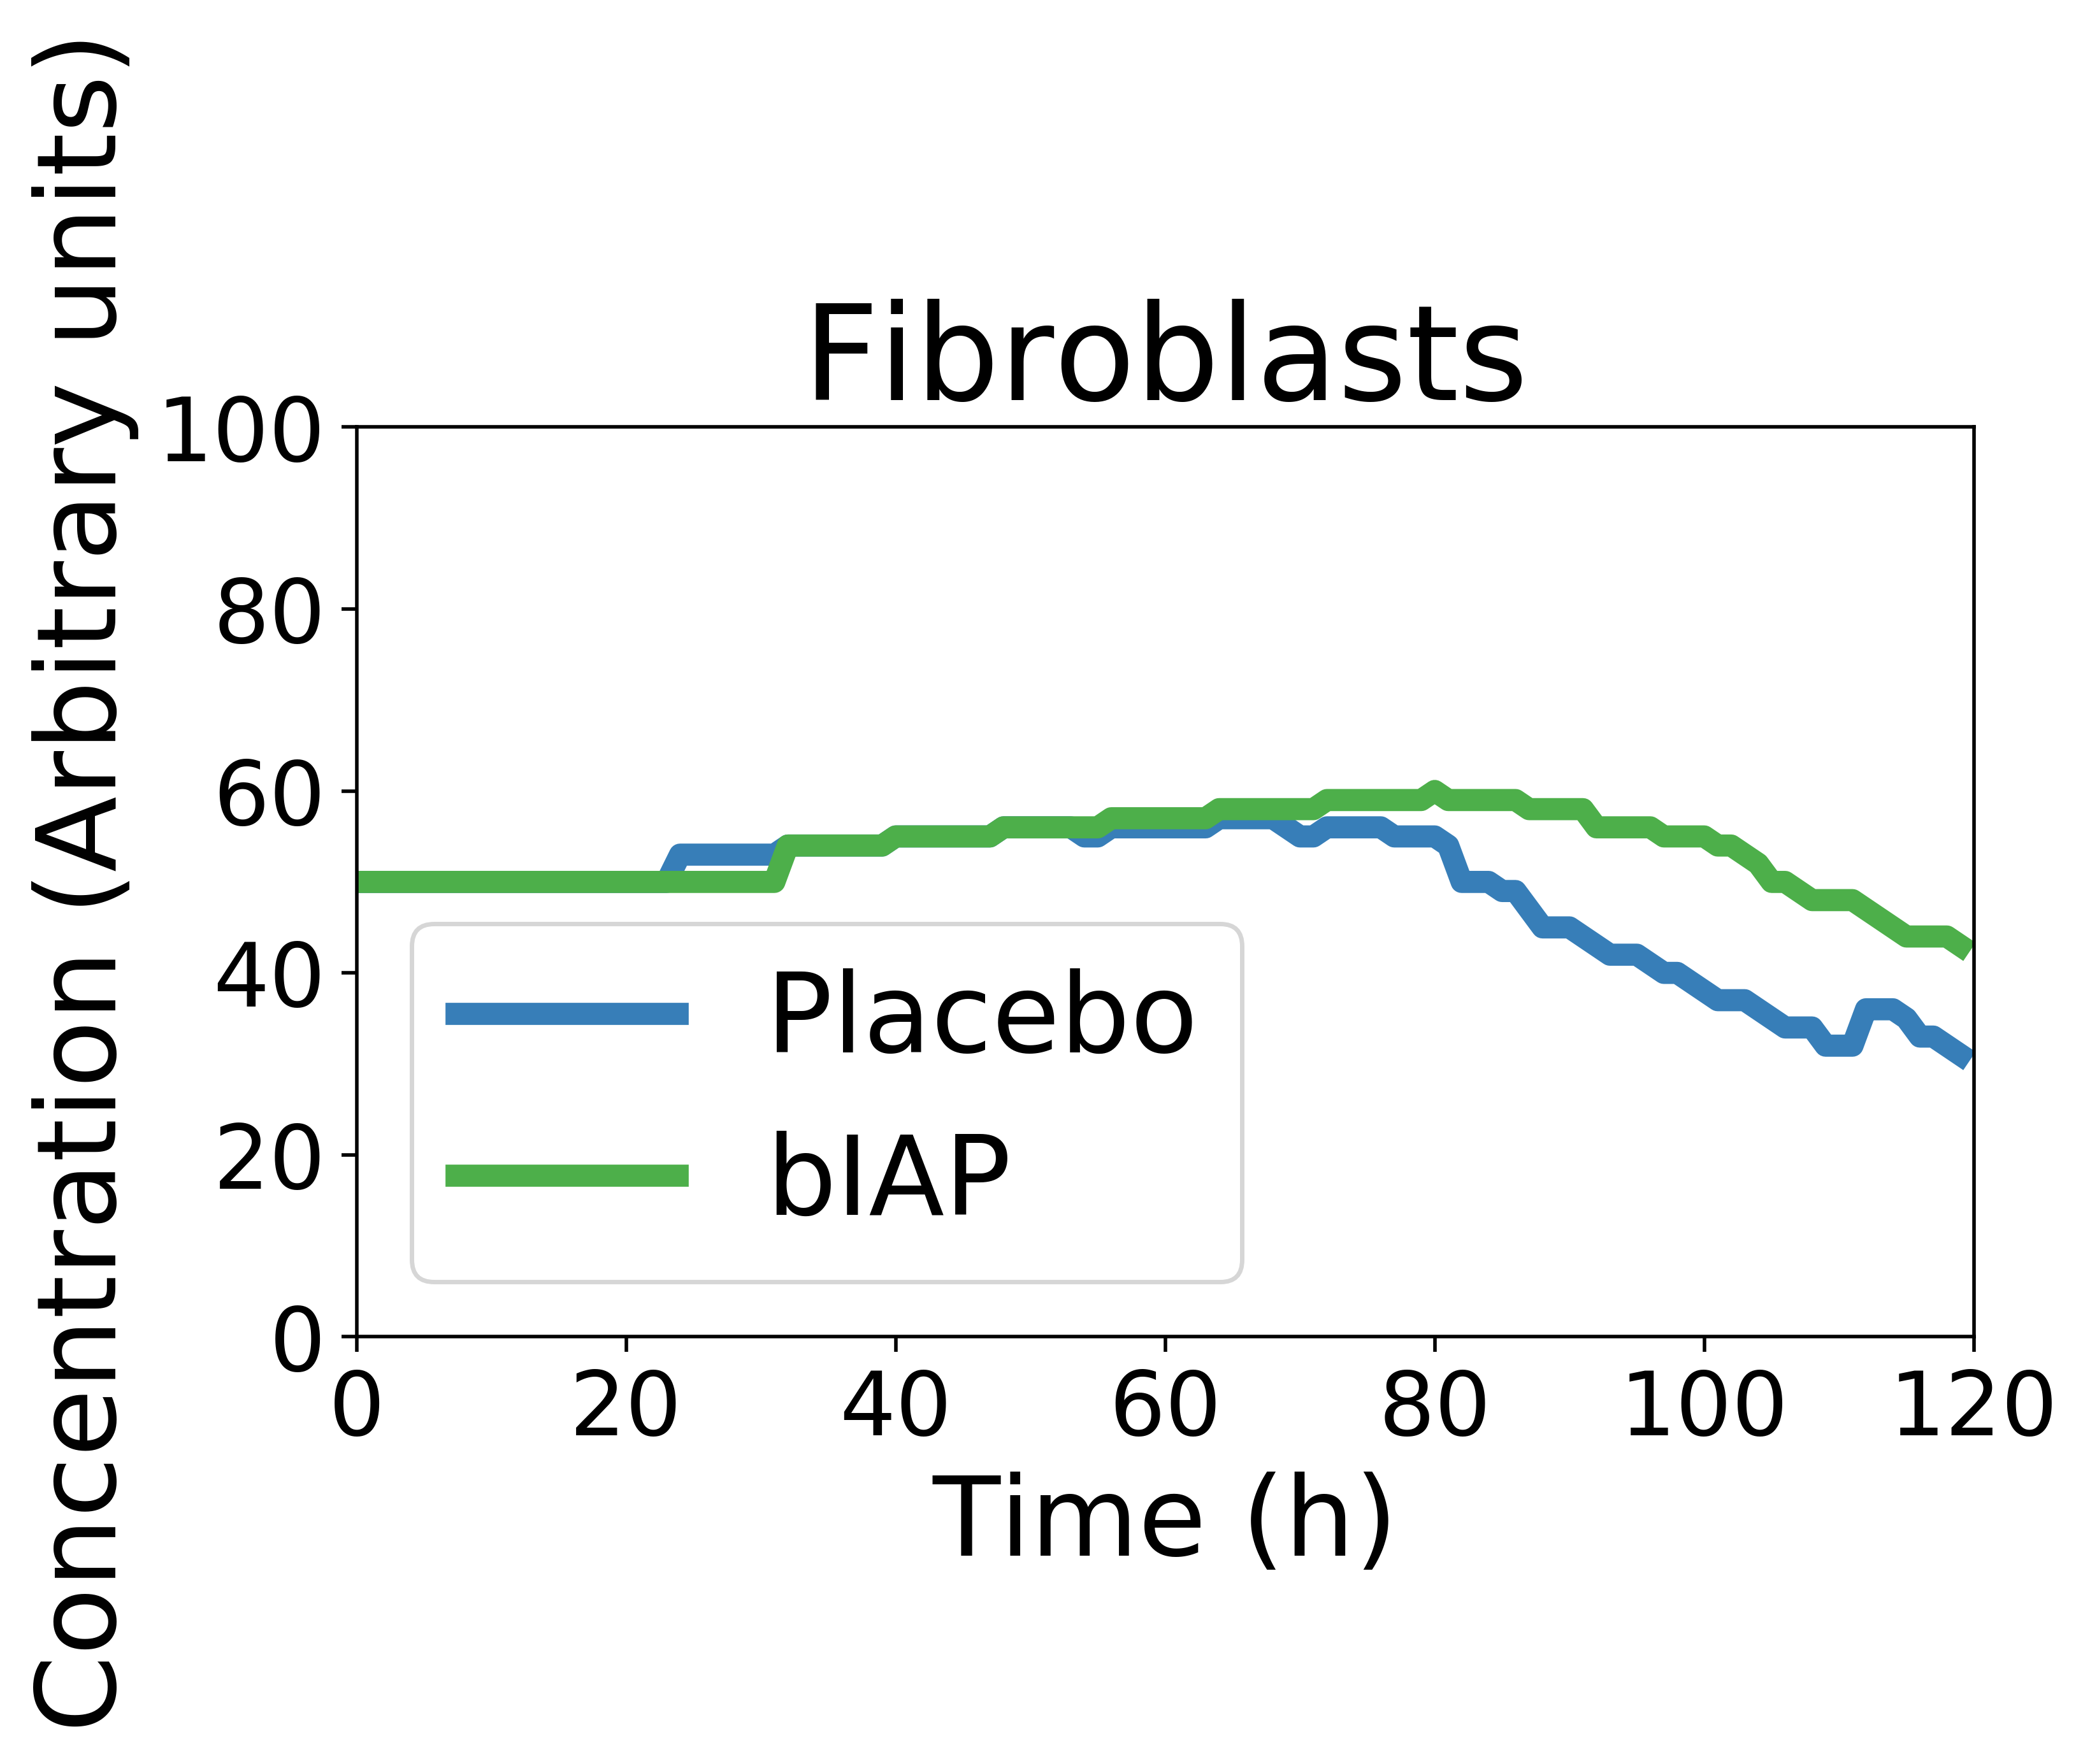 Fibroblasts
Concentration (Arbitrary units)
100
80
60
40
20
0
Placebo
bIAP
0 20 40 60 80 100 120
Time (h)